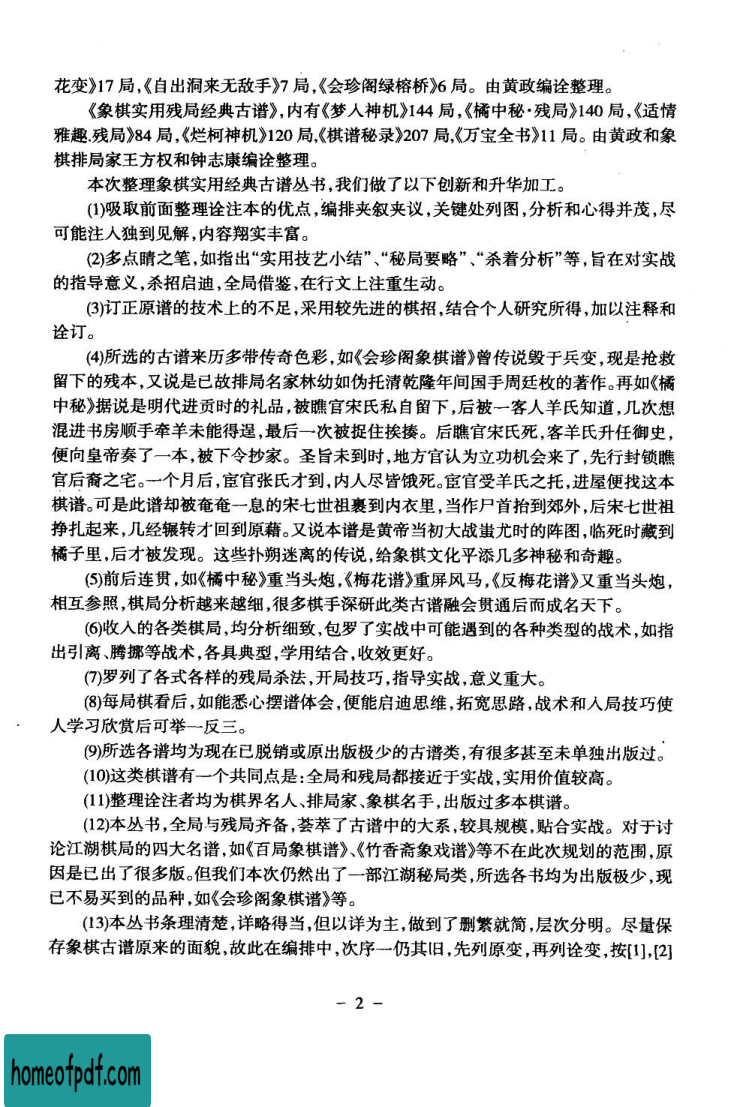 花变》17局,《自出洞来无敌手》7局,《会珍阁绿榕桥》6局。由黄政编诠整理。
《象棋实用残局经典古谱》,内有《梦人神机》144局,《橘中秘·残局》140局,《适情
雅趣.残局》84局,《烂柯神机》120局,《棋谱秘录》207局,《万宝全书》11局。由黄政和象
棋排局家王方权和钟志康编诠整理。
本次整理象棋实用经典古谱丛书,我们做了以下创新和升华加工。
(1)吸取前面整理诠注本的优点,编排夹叙夹议,关键处列图,分析和心得并茂,尽
可能注人独到见解,内容翔实丰富。
(2)多点睛之笔,如指出“实用技艺小结”、“秘局要略”、“杀着分析”等,旨在对实战
的指导意义,杀招启迪,全局借鉴,在行文上注重生动。
(3)订正原谱的技术上的不足,采用较先进的棋招,结合个人研究所得,加以注释和
诠订。
(4)所选的古谱来历多带传奇色彩,如《会珍阁象棋谱》曾传说毁于兵变,现是抢救
留下的残本,又说是已故排局名家林幼如伪托清乾隆年间国手周廷枚的著作。再如《橘
中秘》据说是明代进贡时的礼品,被瞧官宋氏私自留下,后被一客人羊氏知道,几次想
混进书房顺手牵羊未能得逞,最后一次被捉住挨揍。后瞧官宋氏死,客羊氏升任御史,
便向皇帝奏了一本,被下令抄家。圣旨未到时,地方官认为立功机会来了,先行封锁瞧
官后裔之宅。一个月后,宦官张氏才到,内人尽皆饿死。宦官受羊氏之托,进屋便找这本
棋谱。可是此谱却被奄奄一息的宋七世祖裹到内衣里,当作尸首抬到郊外,后宋七世祖
挣扎起来,几经辗转才回到原藉。又说本谱是黄帝当初大战蚩尤时的阵图,临死时藏到
橘子里,后才被发现。这些扑朔迷离的传说,给象棋文化平添几多神秘和奇趣。
(5)前后连贯,如《橘中秘》重当头炮,《梅花谱》重屏风马,《反梅花谱》又重当头炮,
相互参照,棋局分析越来越细,很多棋手深研此类古谱融会贯通后而成名天下。
(6)收入的各类棋局,均分析细致,包罗了实战中可能遇到的各种类型的战术,如指
出引离、腾挪等战术,各具典型,学用结合,收效更好。
(7)罗列了各式各样的残局杀法,开局技巧,指导实战,意义重大。
(8)每局棋看后,如能悉心摆谱体会,便能启迪思维,拓宽思路,战术和入局技巧使
人学习欣赏后可举一反三。
(9)所选各谱均为现在已脱销或原出版极少的古谱类,有很多甚至未单独出版过。
(10)这类棋谱有一个共同点是:全局和残局都接近于实战,实用价值较高。
(11)整理诠注者均为棋界名人、排局家、象棋名手,出版过多本棋谱。
(12)本丛书,全局与残局齐备,荟萃了古谱中的大系,较具规模,贴合实战。对于讨
论江湖棋局的四大名谱,如《百局象棋谱》、《竹香斋象戏谱》等不在此次规划的范围,原
因是已出了很多版。但我们本次仍然出了一部江湖秘局类,所选各书均为出版极少,现
已不易买到的品种,如《会珍阁象棋谱》等。
(13)本丛书条理清楚,详略得当,但以详为主,做到了删繁就简,层次分明。尽量保
存象棋古谱原来的面貌,故此在编排中,次序一仍其旧,先列原变,再列诠变,按[1],[2]
– 2 –
homeofpdf.com